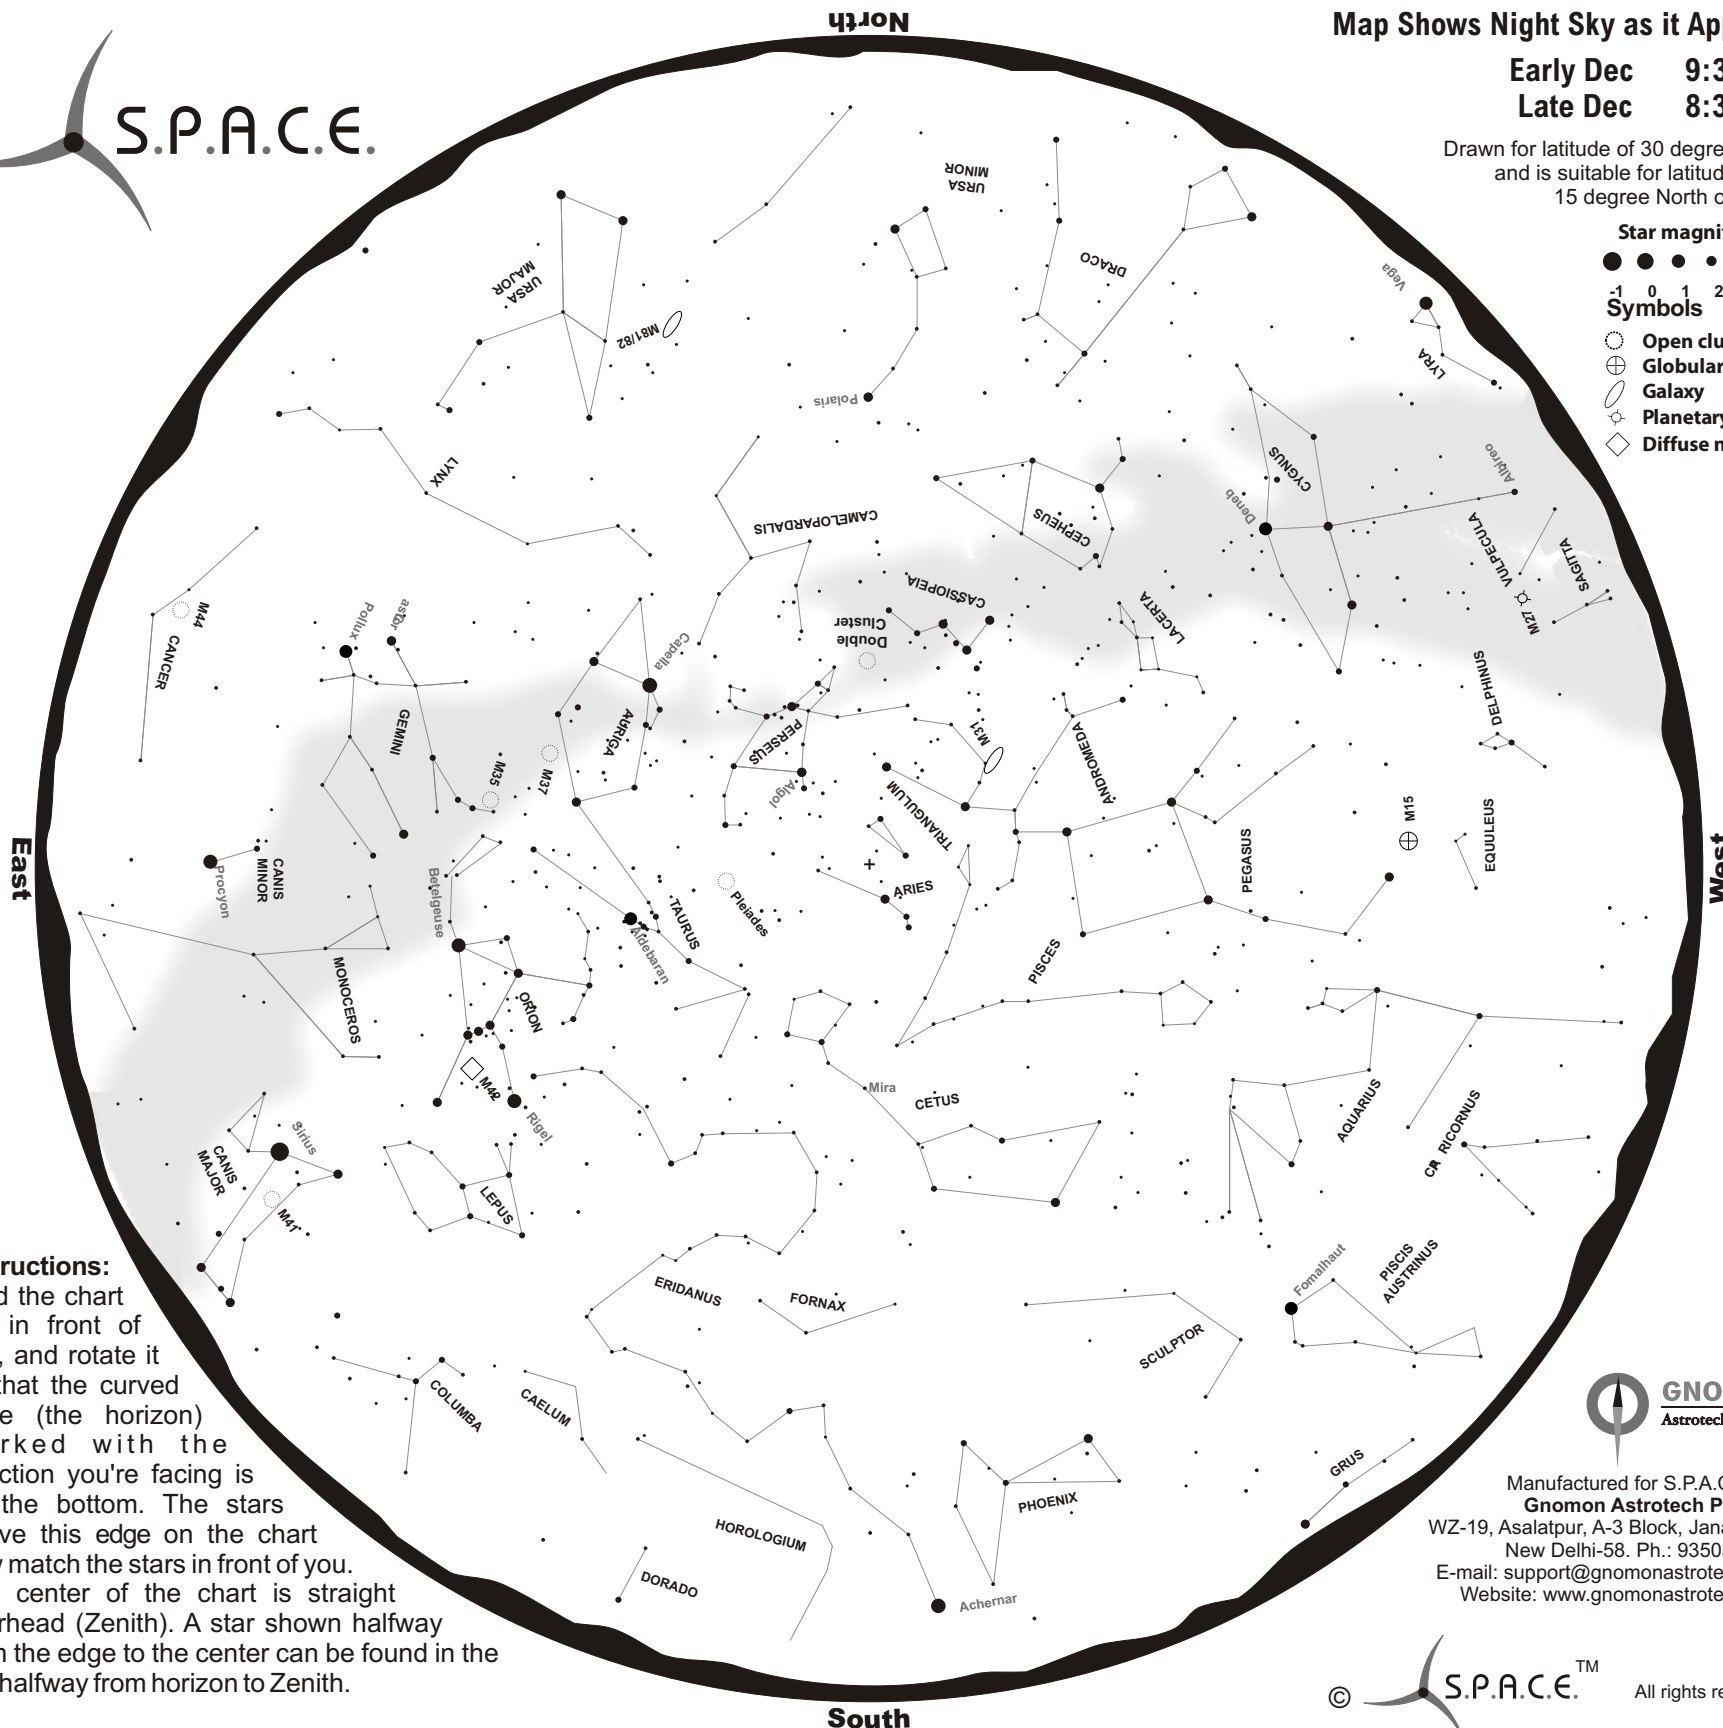 North
S.P.A.C.E.
Map Shows Night Sky as it App
Early Dec 9:3
Late Dec 8:3
Drawn for latitude of 30 degre
and is suitable for latitud
15 degree North o
Star magni
-1 0 1 2
Symbols
Open clu
Globular
Galaxy
Planetary
Diffuse n
URSA
MINOR
URSA
MAJOR
M81/82
DRACO
Vega
LYRA
Polaris
LYNX
CAMELOPARDALIS
CEPHEUS
CYGNUS
Deneb
Albireo
VULPECULA
SAGITTA
M27
CASSIOPEIA
Double
Cluster
LACERTA
DELPHINUS
M44
CANCER
Pollux
astor
Capella
GEMINI
AURIGA
M35
M37
PERSEUS
Algol
M31
ANDROMEDA
TRIANGULUM
M15
EQUULEUS
PEGASUS
East
West
Procyon
CANIS
MINOR
Betelgeuse
TAURUS
Pleiades
ARIES
Aldebaran
PISCES
MONOCEROS
ORION
M42
Rigel
Mira
CETUS
AQUARIUS
CAPRICORNUS
Sirius
CANIS
MAJOR
M41
LEPUS
ERIDANUS
FORNAX
SCULPTOR
Fomalhaut
PISCIS
AUSTRINUS
COLUMBA
CAELUM
HOROLOGIUM
PHOENIX
GRUS
DORADO
Achernar
South
ructions:
d the chart
in front of
, and rotate it
that the curved
e (the horizon)
rked with the
ction you're facing is
the bottom. The stars
ve this edge on the chart
match the stars in front of you.
center of the chart is straight
rhead (Zenith). A star shown halfway
n the edge to the center can be found in the
halfway from horizon to Zenith.
GNO
Astrotech
Manufactured for S.P.A.C
Gnomon Astrotech P
WZ-19, Asalatpur, A-3 Block, Jana
New Delhi-58. Ph.: 9350
E-mail: support@gnomonastrote
Website: www.gnomonastrote
© S.P.A.C.E.™ All rights re